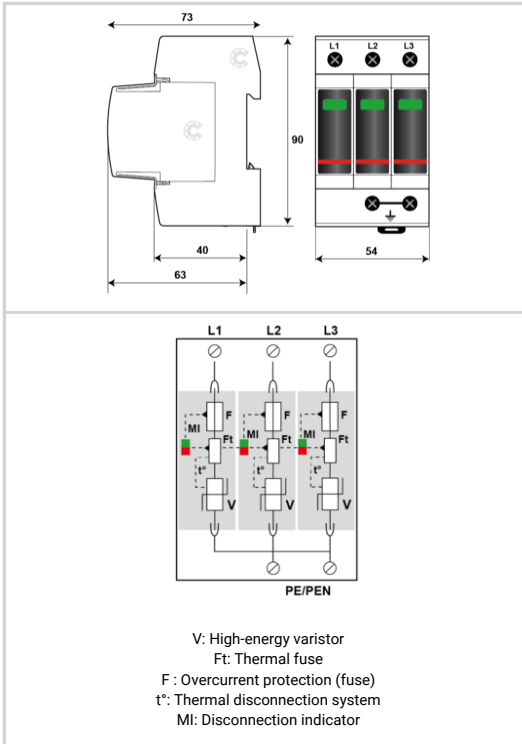 73
L1 L2 L3
90
40
63
54
L1 L2 L3
F F F
MI MI MI
Ft Ft Ft
t° t° t°
V V V
PE/PEN
V: High-energy varistor
Ft: Thermal fuse
F : Overcurrent protection (fuse)
t°: Thermal disconnection system
MI: Disconnection indicator